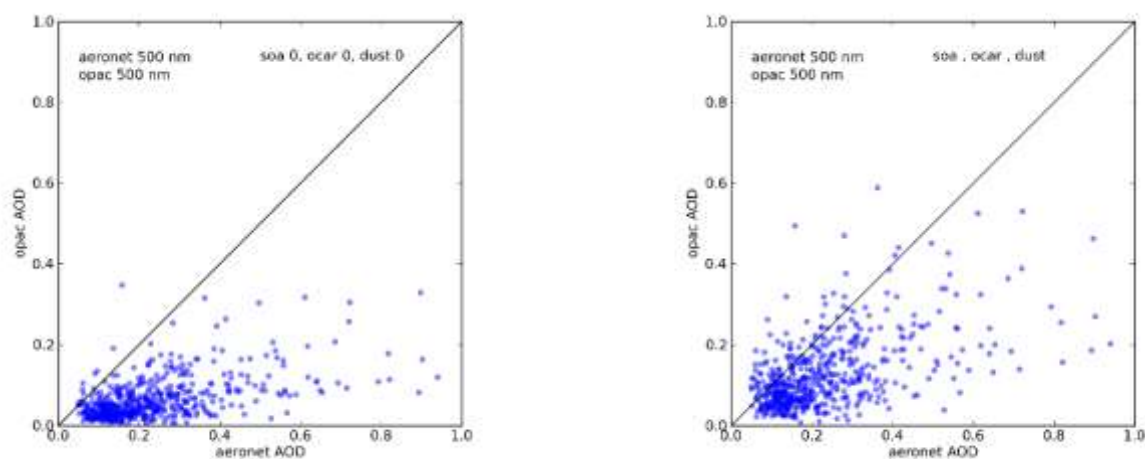 1.0
0.8
0.6
0.4
0.2
0.0
opac AOD
aeronet 500 nm
opac 500 nm
soa 0, ocar 0, dust 0
0.0 0.2 0.4 0.6 0.8 1.0
aeronet AOD
1.0
0.8
0.6
0.4
0.2
0.0
opac AOD
aeronet 500 nm
opac 500 nm
soa , ocar , dust
0.0 0.2 0.4 0.6 0.8 1.0
aeronet AOD